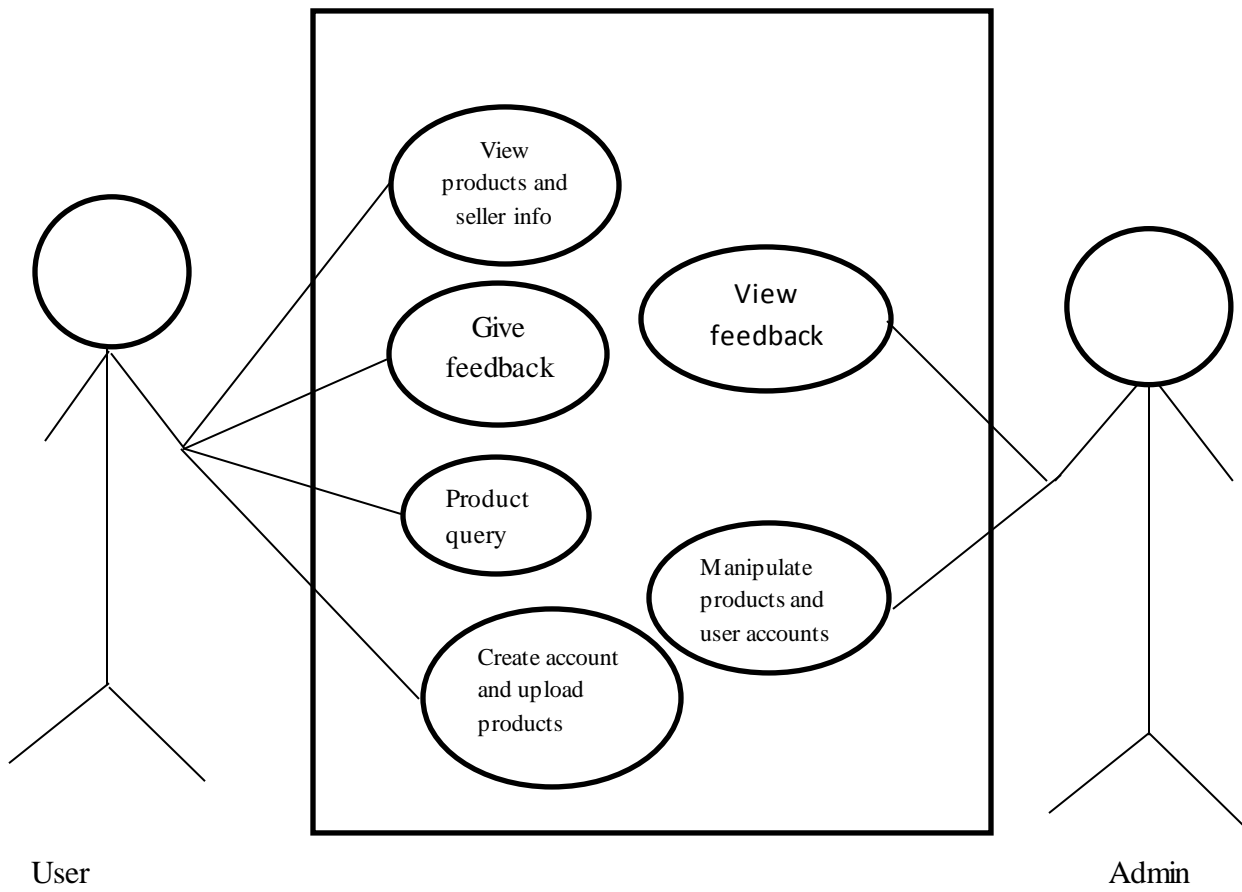 View
products and
seller info
Give
feedback
View
feedback
Product
query
Manipulate
products and
user accounts
Create account
and upload
products
User
Admin